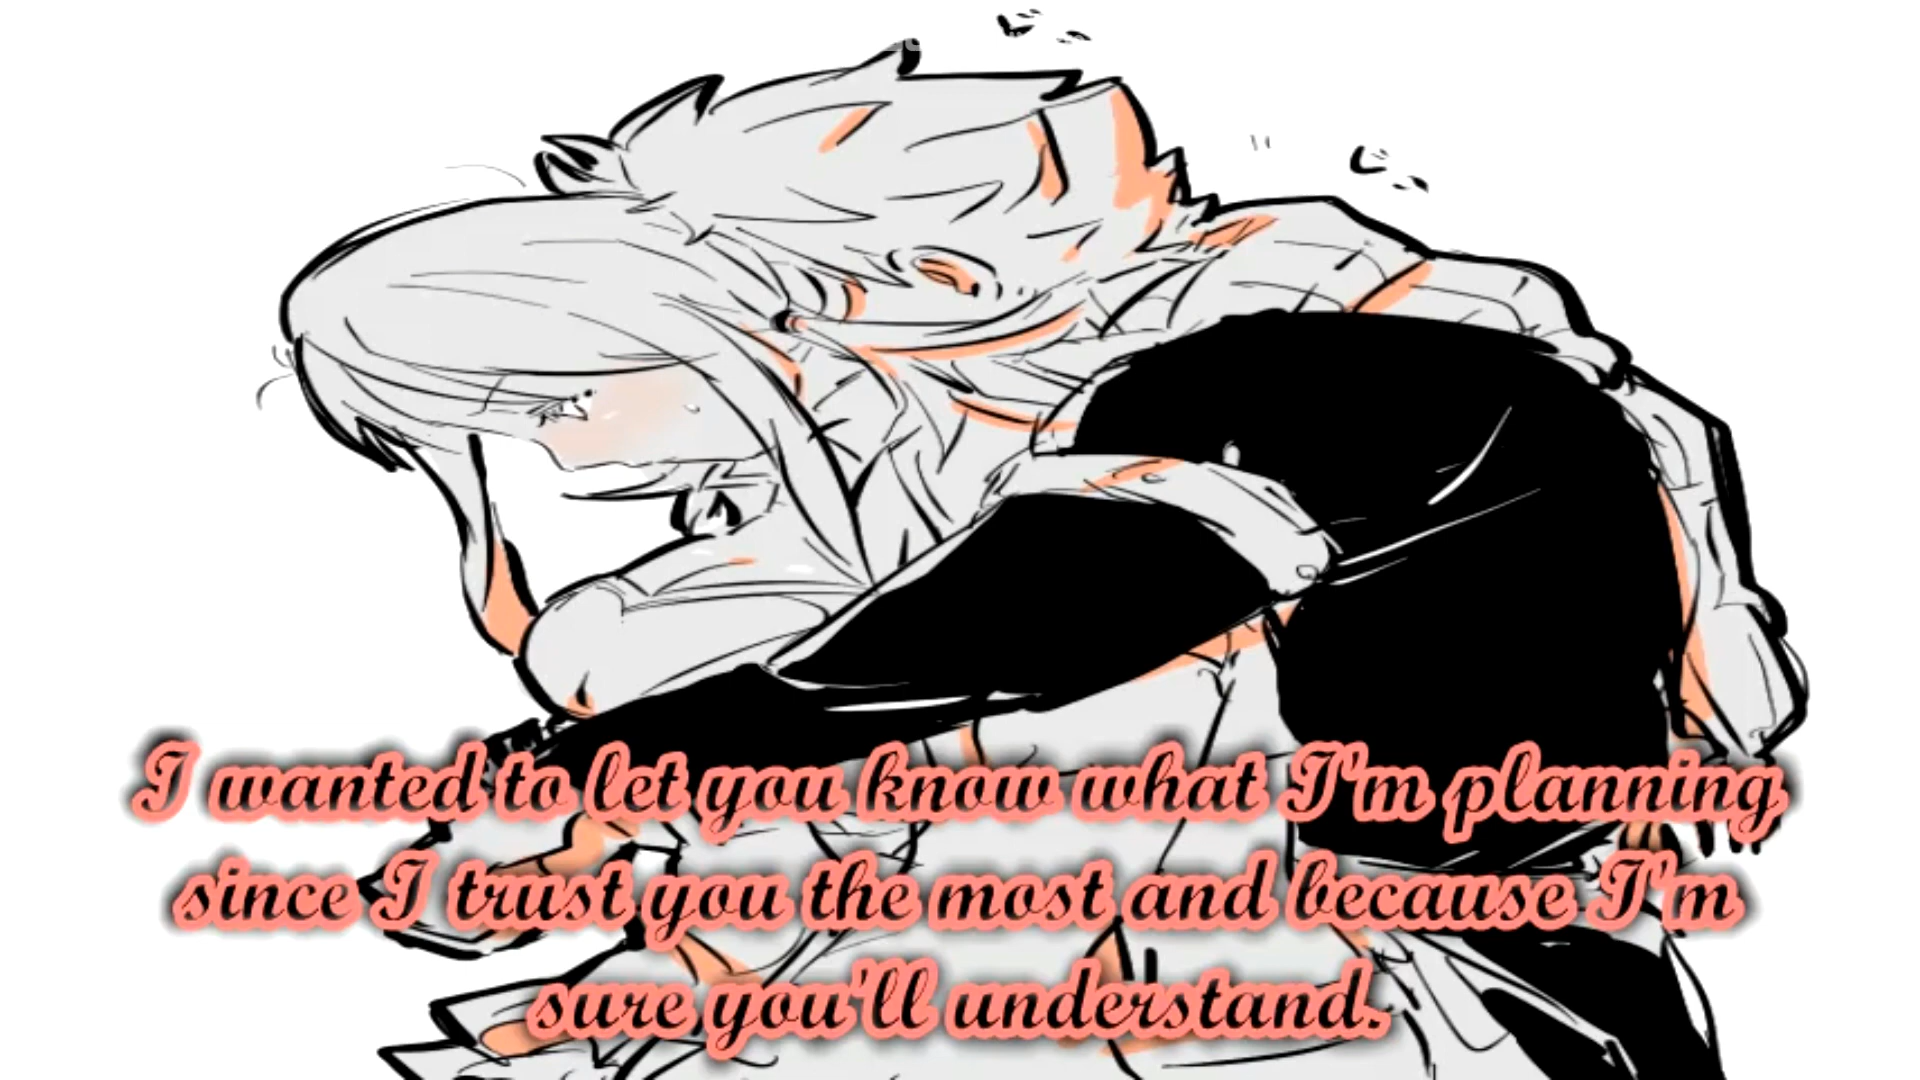 I wanted to let you know what I'm planning
since I trust you the most and because I'm
sure you'll understand.